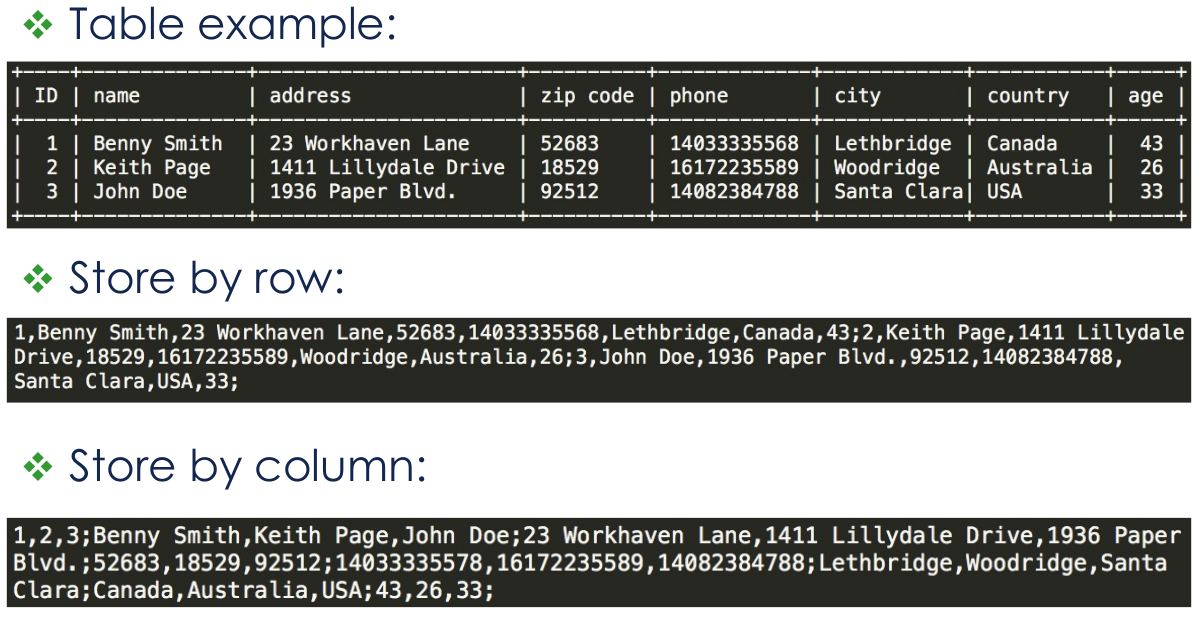 Table example:
+----+--------------+----------------------+----------+-------------+------------+-----------+-----+
| ID | name | address | zip code | phone | city | country | age |
+----+--------------+----------------------+----------+-------------+------------+-----------+-----+
| 1 | Benny Smith | 23 Workhaven Lane | 52683 | 14033335568 | Lethbridge | Canada | 43 |
| 2 | Keith Page | 1411 Lillydale Drive | 18529 | 16172235589 | Woodridge | Australia | 26 |
| 3 | John Doe | 1936 Paper Blvd. | 92512 | 14082384788 | Santa Clara| USA | 33 |
+----+--------------+----------------------+----------+-------------+------------+-----------+-----+
Store by row:
1,Benny Smith,23 Workhaven Lane,52683,14033335568,Lethbridge,Canada,43;2,Keith Page,1411 Lillydale
Drive,18529,16172235589,Woodridge,Australia,26;3,John Doe,1936 Paper Blvd.,92512,14082384788,
Santa Clara,USA,33;
Store by column:
1,2,3;Benny Smith,Keith Page,John Doe;23 Workhaven Lane,1411 Lillydale Drive,1936 Paper
Blvd.;52683,18529,92512;14033335578,16172235589,14082384788;Lethbridge,Woodridge,Santa
Clara;Canada,Australia,USA;43,26,33;